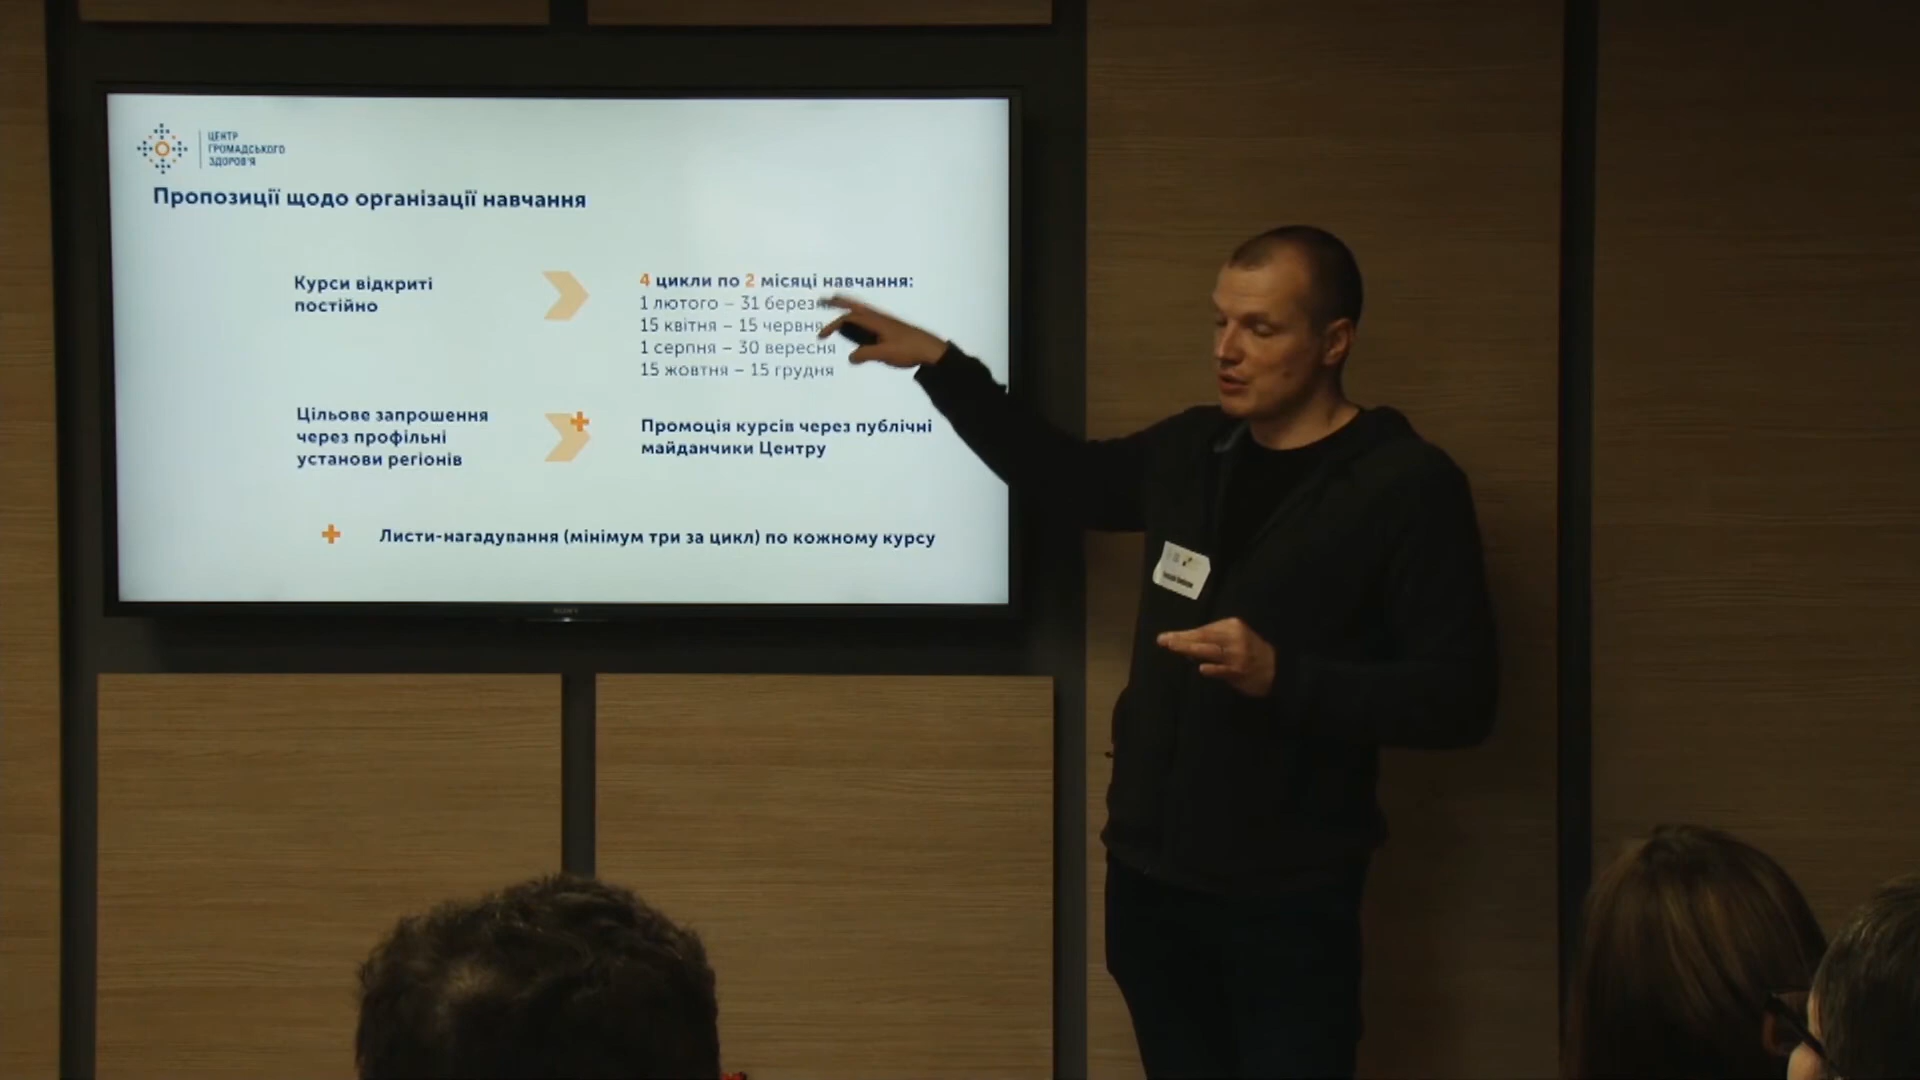 ЦЕНТР
ГРОМАДСЬКОГО
ЗДОРОВ'Я
Пропозиції щодо організації навчання
Курси відкриті
постійно
4 цикли по 2 місяці навчання:
1 лютого – 31 берез
15 квітня – 15 червня
1 серпня – 30 вересня
15 жовтня – 15 грудня
Цільове запрошення
через профільні
установи регіонів
Промоція курсів через публічні
майданчики Центру
Листи-нагадування (мінімум три за цикл) по кожному курсу
SONY